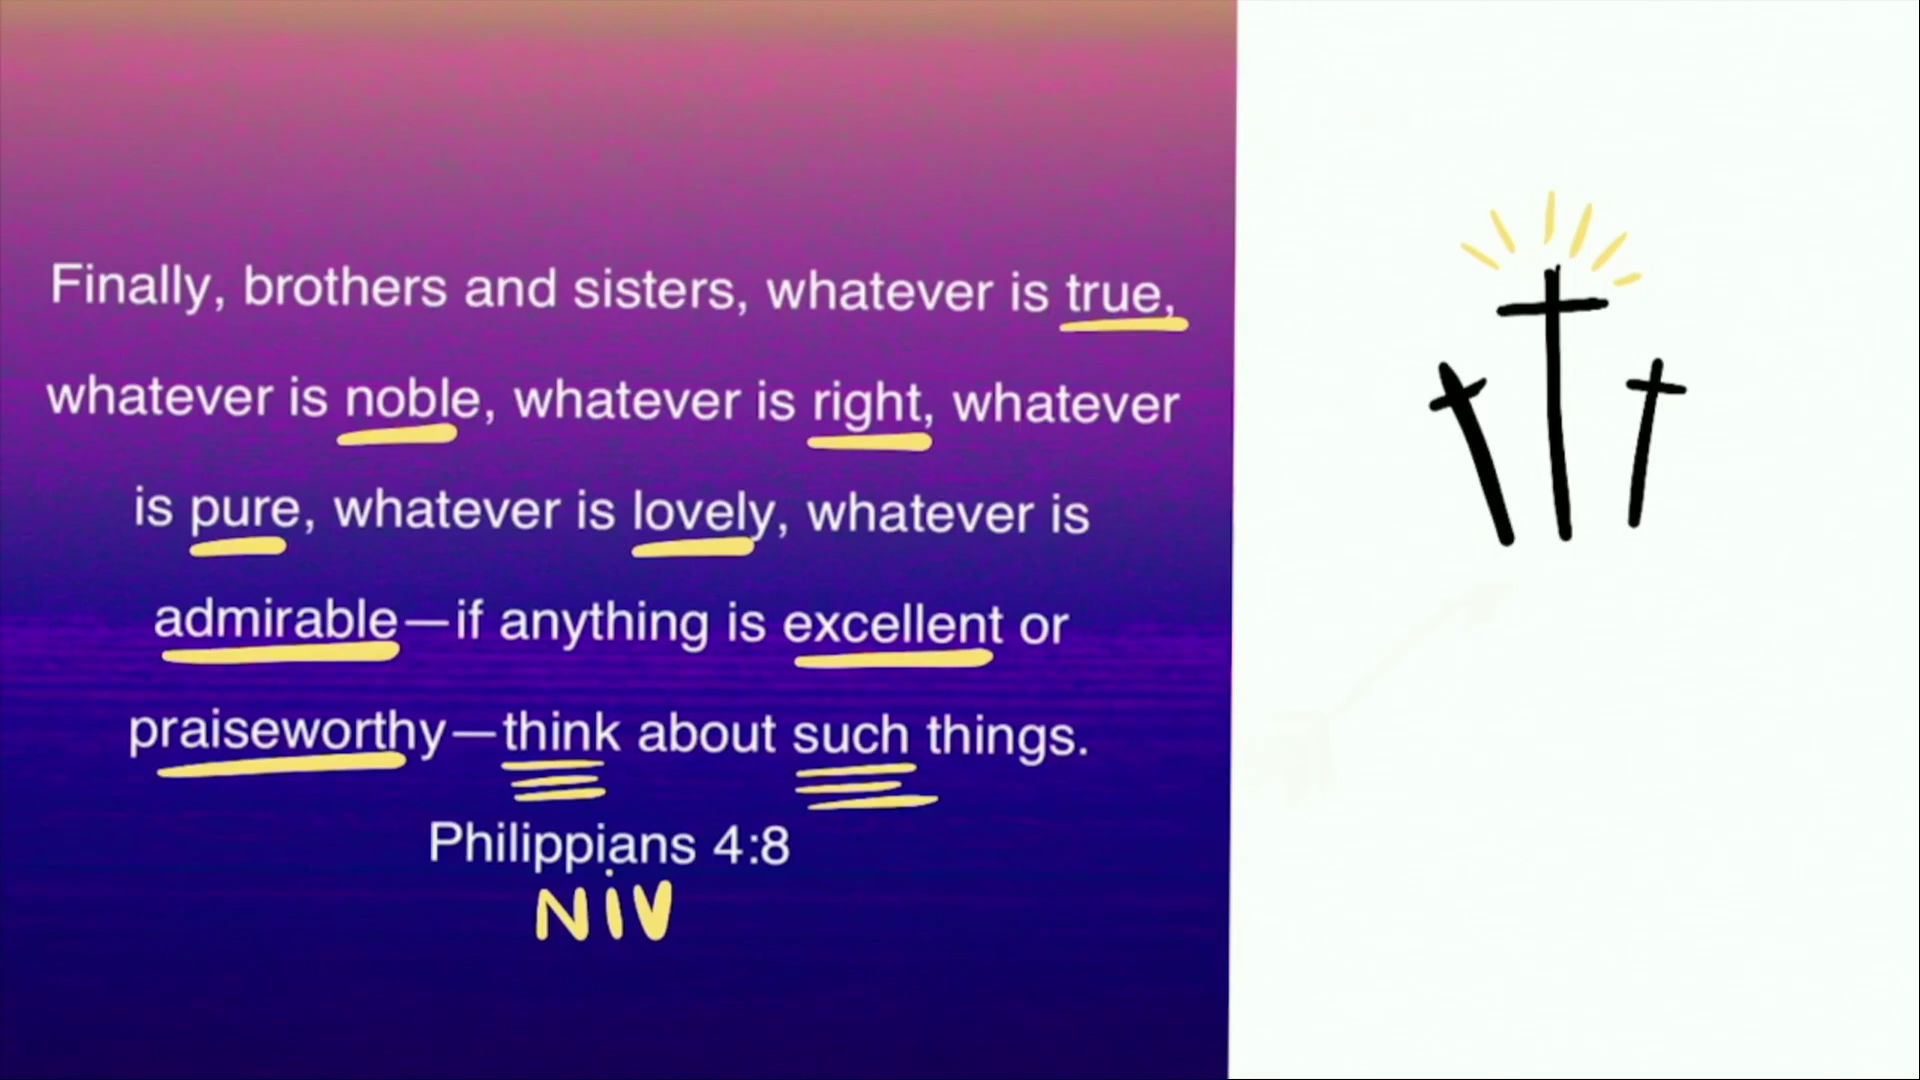 Finally, brothers and sisters, whatever is true,
whatever is noble, whatever is right, whatever
is pure, whatever is lovely, whatever is
admirable—if anything is excellent or
praiseworthy—think about such things.
Philippians 4:8
NiV